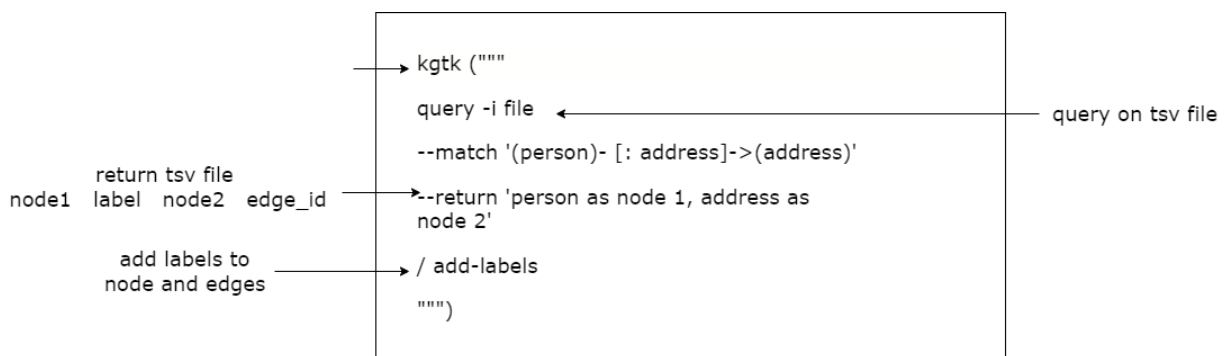 kgtk ("""
query -i file
query on tsv file
--match '(person)- [: address]->(address)'
return tsv file
node1 label node2 edge_id
--return 'person as node 1, address as
node 2'
add labels to
node and edges
/ add-labels
""")